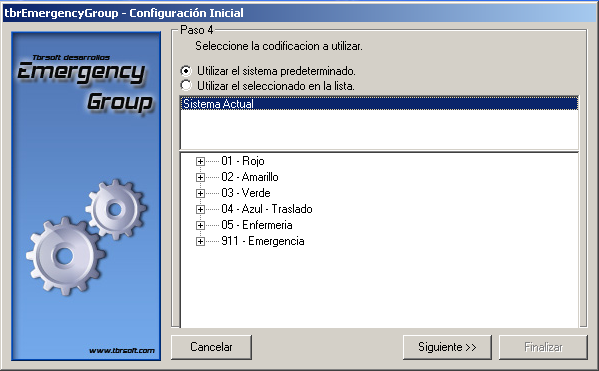 tbrEmergencyGroup - Configuración Inicial
Tbrsoft desarrollos
Emergency
Group
www.tbrsoft.com
Paso 4
Seleccione la codificacion a utilizar.
Utilizar el sistema predeterminado.
Utilizar el seleccionado en la lista.
Sistema Actual
01 - Rojo
02 - Amarillo
03 - Verde
04 - Azul - Traslado
05 - Enfermeria
911 - Emergencia
Cancelar
Siguiente >>
Finalizar